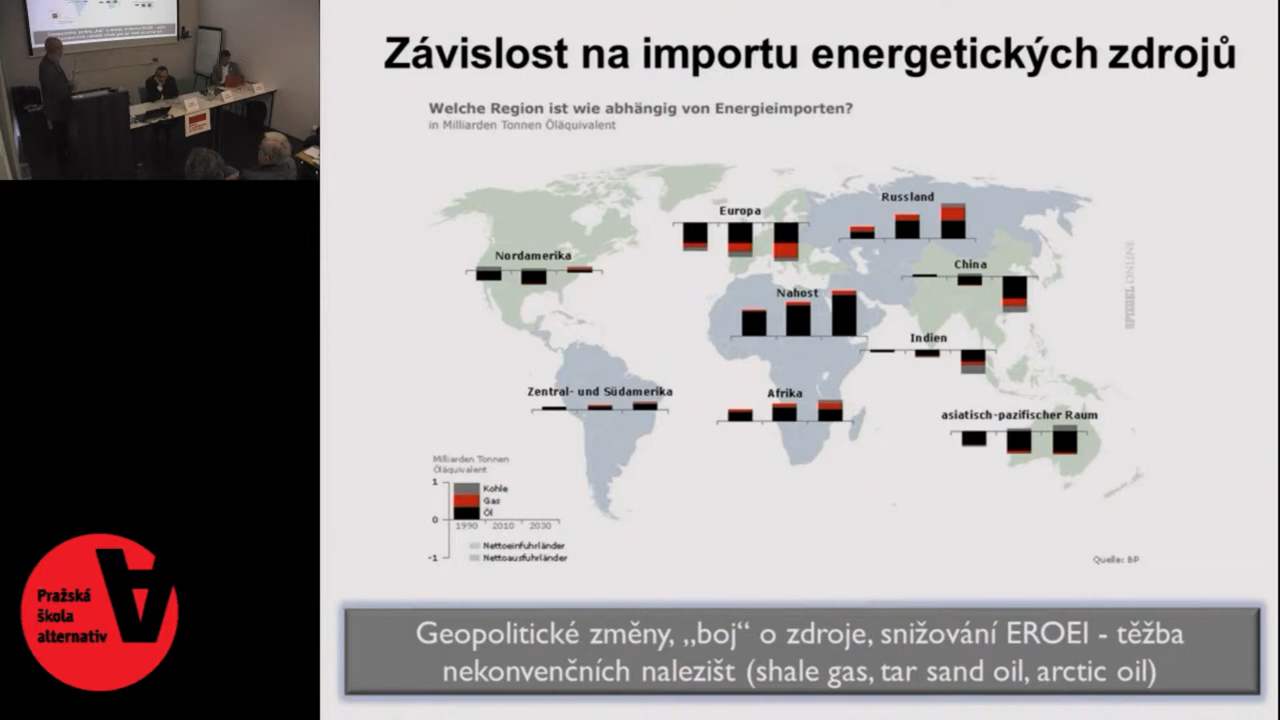 Závislost na importu energetických zdrojů
Welche Region ist wie abhängig von Energieimporten?
in Milliarden Tonnen Öläquivalent
Russland
Europa
Nordamerika
China
Nahost
Indien
Zentral- und Südamerika
Afrika
asiatisch-pazifischer Raum
SPIEGEL ONLINE
Milliarden Tonnen
Öläquivalent
1
Kohle
Gas
Öl
0
1990 2010 2030
-1
Nettoeinfuhrländer
Nettoausfuhrländer
Quelle: BP
Pražská
škola
alternativ
Geopolitické změny, „boj“ o zdroje, snižování EROEI - těžba
nekonvenčních nalezišt (shale gas, tar sand oil, arctic oil)